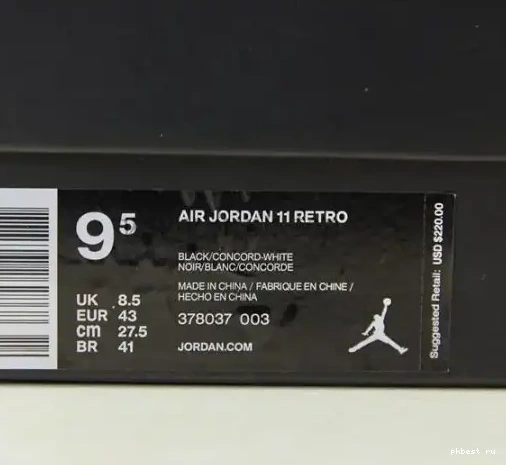 9 5
AIR JORDAN 11 RETRO
BLACK/CONCORD-WHITE
NOIR/BLANC/CONCORDE
MADE IN CHINA / FABRIQUE EN CHINE /
HECHO EN CHINA
UK 8.5
EUR 43
cm 27.5
BR 41
378037 003
JORDAN.COM
Suggested Retail: USD $220.00
pkbest ru